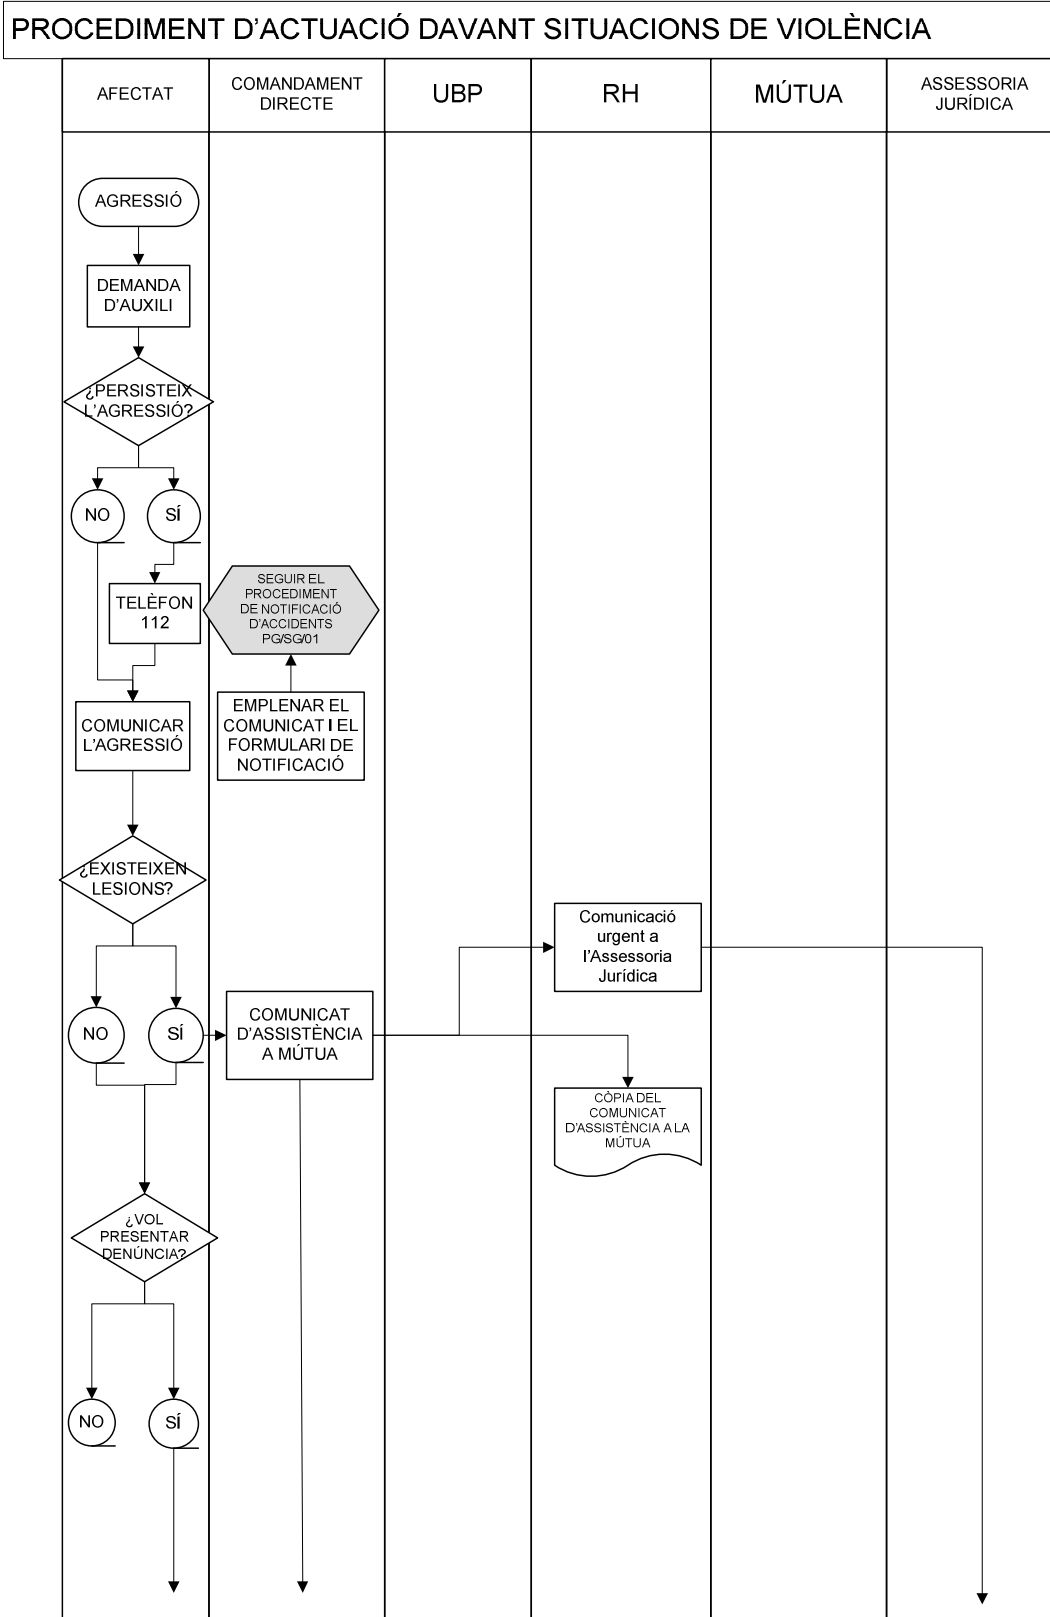 PROCEDIMENT D'ACTUACIÓ DAVANT SITUACIONS DE VIOLÈNCIA
AFECTAT
COMANDAMENT
DIRECTE
UBP
RH
MÚTUA
ASSESSORIA
JURÍDICA
AGRESSIÓ
DEMANDA
D'AUXILI
¿PERSISTEIX
L'AGRESSIÓ?
NO
SÍ
TELÈFON
112
SEGUIR EL
PROCEDIMENT
DE NOTIFICACIÓ
D'ACCIDENTS
PG/SG/01
COMUNICAR
L'AGRESSIÓ
EMPLENAR EL
COMUNICAT I EL
FORMULARI DE
NOTIFICACIÓ
¿EXISTEIXEN
LESIONS?
Comunicació
urgent a
l'Assessoria
Jurídica
NO
SÍ
COMUNICAT
D'ASSISTÈNCIA
A MÚTUA
CÒPIA DEL
COMUNICAT
D'ASSISTÈNCIA A LA
MÚTUA
¿VOL
PRESENTAR
DENÚNCIA?
NO
SÍ